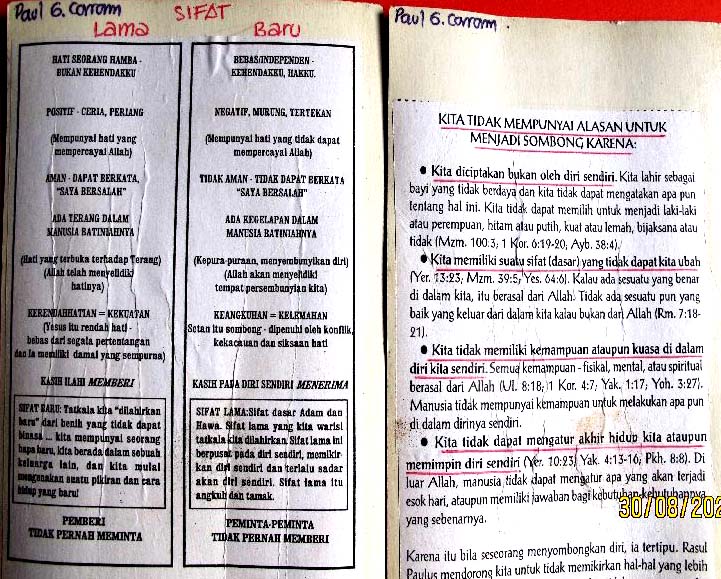 Paul G. Caram
SIFAT
Lama Baru
HATI SEORANG HAMBA -
BUKAN KEHENDAKKU
POSITIF - CERIA, PERIANG
(Mempunyai hati yang
mempercayai Allah)
AMAN - DAPAT BERKATA,
"SAYA BERSALAH"
ADA TERANG DALAM
MANUSIA BATINIAHNYA
(Hati yang terbuka terhadap Terang)
(Allah telah menyelidiki
hatinya)
KERENDAHHATIAN = KEKUATAN
(Yesus itu rendah hati -
bebas dari segala pertentangan
dan Ia memiliki damai yang sempurna)
KASIH ILAHI MEMBERI
SIFAT BARU: Tatkala kita "dilahirkan
baru" dari benih yang tidak dapat
binasa ... kita mempunyai seorang
bapa baru, kita berada dalam sebuah
keluarga lain, dan kita mulai
mengenakan suatu pikiran dan cara
hidup yang baru!
PEMBERI
TIDAK PERNAH MEMINTA
BEBAS/INDEPENDEN -
KEHENDAKKU, HAKKU.
NEGATIF, MURUNG, TERTEKAN
(Mempunyai hati yang tidak dapat
mempercayai Allah)
TIDAK AMAN - TIDAK DAPAT BERKATA
"SAYA BERSALAH"
ADA KEGELAPAN DALAM
MANUSIA BATINIAHNYA
(Kepura-puraan, menyembunyikan diri)
(Allah akan menyelidiki
tempat persembunyian kita)
KEANGKUHAN = KELEMAHAN
Setan itu sombong - dipenuhi oleh konflik,
kekacauan dan siksaan hati
KASIH PADA DIRI SENDIRI MENERIMA
SIFAT LAMA:Sifat dasar Adam dan
Hawa. Sifat lama yang kita warisi
tatkala kita dilahirkan. Sifat lama ini
berpusat pada diri sendiri, memikir-
kan diri sendiri dan terlalu sadar
akan diri sendiri. Sifat lama itu
angkuh dan tamak.
PEMINTA-PEMINTA
TIDAK PERNAH MEMBERI
Paul G. Caram.
KITA TIDAK MEMPUNYAI ALASAN UNTUK
MENJADI SOMBONG KARENA:
● Kita diciptakan bukan oleh diri sendiri. Kita lahir sebagai
bayi yang tidak berdaya dan kita tidak dapat mengatakan apa pun
tentang hal ini. Kita tidak dapat memilih untuk menjadi laki-laki
atau perempuan, hitam atau putih, kuat atau lemah, bijaksana atau
tidak (Mzm. 100:3; 1 Kor. 6:19-20; Ayb. 38:4).
● Kita memiliki suatu sifat (dasar) yang tidak dapat kita ubah
(Yer. 13:23, Mzm. 39:5; Yes. 64:6). Kalau ada sesuatu yang benar
di dalam kita, itu berasal dari Allah. Tidak ada sesuatu pun yang
baik yang keluar dari dalam kita kalau bukan dari Allah (Rm. 7:18-
21).
● Kita tidak memiliki kemampuan ataupun kuasa di dalam
diri kita sendiri. Semua kemampuan - fisikal, mental, atau spiritual
berasal dari Allah (Ul. 8:18; 1 Kor. 4:7; Yak. 1:17; Yoh. 3:27).
Manusia tidak mempunyai kemampuan untuk melakukan apa pun
di dalam dirinya sendiri.
● Kita tidak dapat mengatur akhir hidup kita ataupun
memimpin diri sendiri (Yer. 10:23; Yak. 4:13-16; Pkh. 8:8). Di
luar Allah, manusia tidak dapat mengatur apa yang akan terjadi
esok hari, ataupun memiliki jawaban bagi kebutuhan-kebutuhannya
yang sebenarnya.
30/08/202
Karena itu bila seseorang menyombongkan diri, ia tertipu. Rasul
Paulus mendorong kita untuk tidak memikirkan hal-hal yang lebih